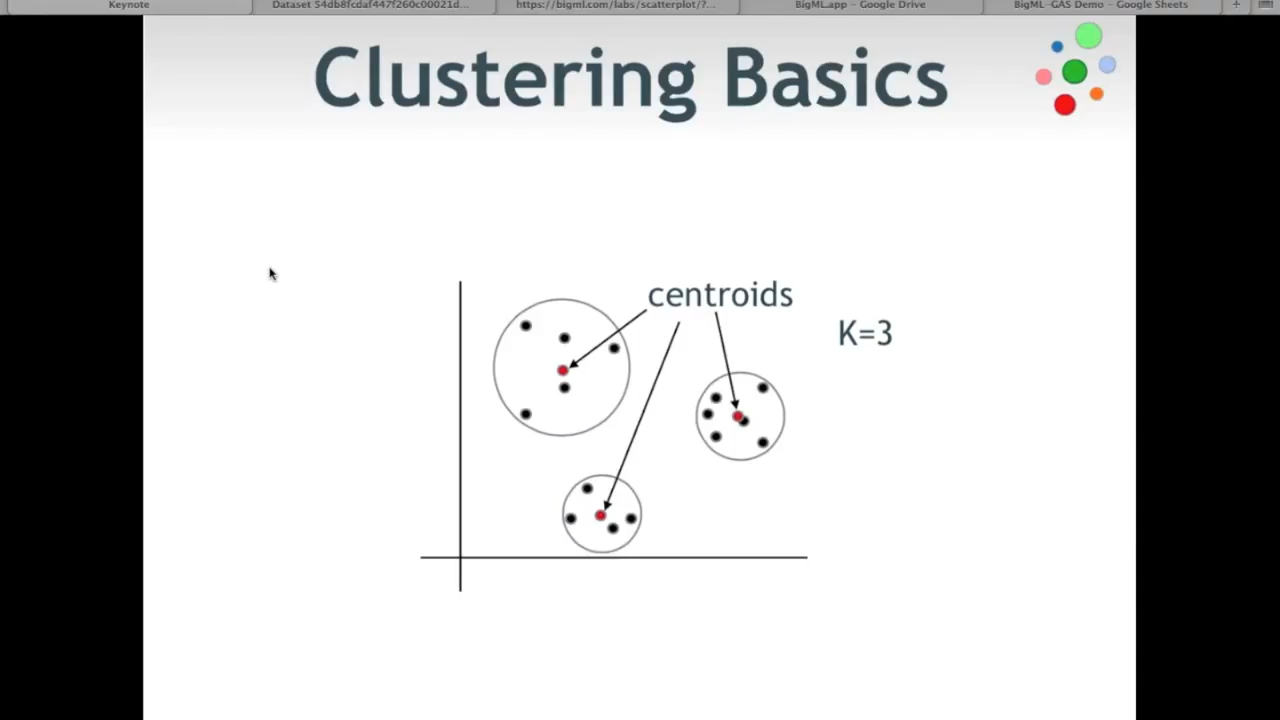 Keynote
Dataset 54db8fcdaf447f260c00021d...
https://bigml.com/labs/scatterplot/?...
BigML.app – Google Drive
BigML-GAS Demo – Google Sheets
+
Clustering Basics
centroids
K=3